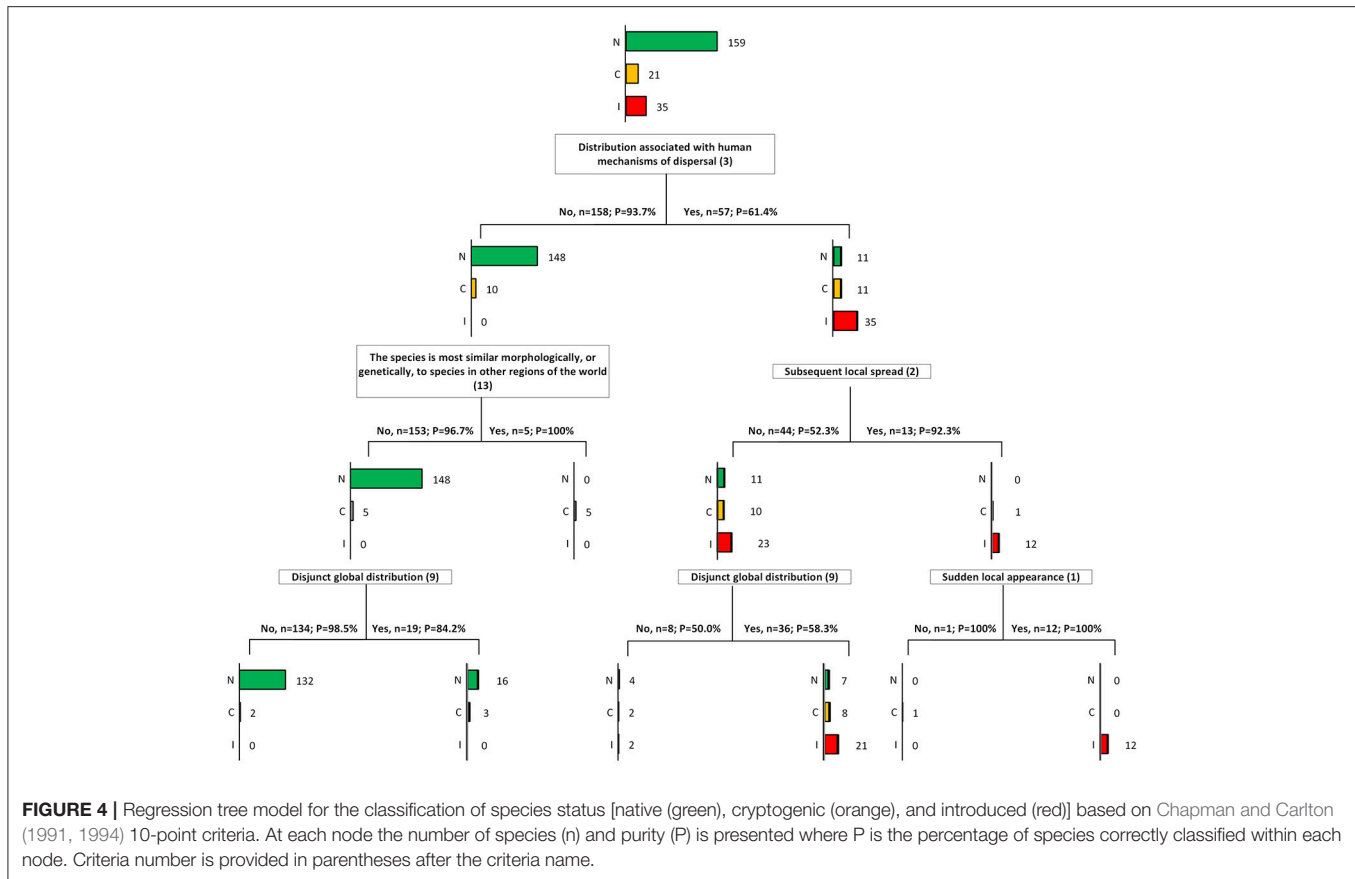 N 159
C 21
I 35
Distribution associated with human
mechanisms of dispersal (3)
No, n=158; P=93.7% Yes, n=57; P=61.4%
N 148 N 11
C 10 C 11
I 0 I 35
The species is most similar morphologically, or
genetically, to species in other regions of the world
(13)
Subsequent local spread (2)
No, n=153; P=96.7% Yes, n=5; P=100% No, n=44; P=52.3% Yes, n=13; P=92.3%
N 148 N 0 N 11 N 0
C 5 C 5 C 10 C 1
I 0 I 0 I 23 I 12
Disjunct global distribution (9) Disjunct global distribution (9) Sudden local appearance (1)
No, n=134; P=98.5% Yes, n=19; P=84.2% No, n=8; P=50.0% Yes, n=36; P=58.3% No, n=1; P=100% Yes, n=12; P=100%
N 132 N 16 N 4 N 7 N 0 N 0
C 2 C 3 C 2 C 8 C 1 C 0
I 0 I 0 I 2 I 21 I 0 I 12
FIGURE 4 | Regression tree model for the classification of species status [native (green), cryptogenic (orange), and introduced (red)] based on Chapman and Carlton
(1991, 1994) 10-point criteria. At each node the number of species (n) and purity (P) is presented where P is the percentage of species correctly classified within each
node. Criteria number is provided in parentheses after the criteria name.